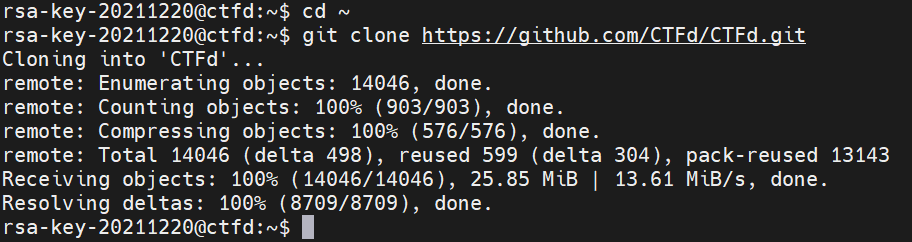 rsa-key-20211220@ctfd:~$ cd ~
rsa-key-20211220@ctfd:~$ git clone https://github.com/CTFd/CTFd.git
Cloning into 'CTFd'...
remote: Enumerating objects: 14046, done.
remote: Counting objects: 100% (903/903), done.
remote: Compressing objects: 100% (576/576), done.
remote: Total 14046 (delta 498), reused 599 (delta 304), pack-reused 13143
Receiving objects: 100% (14046/14046), 25.85 MiB | 13.61 MiB/s, done.
Resolving deltas: 100% (8709/8709), done.
rsa-key-20211220@ctfd:~$